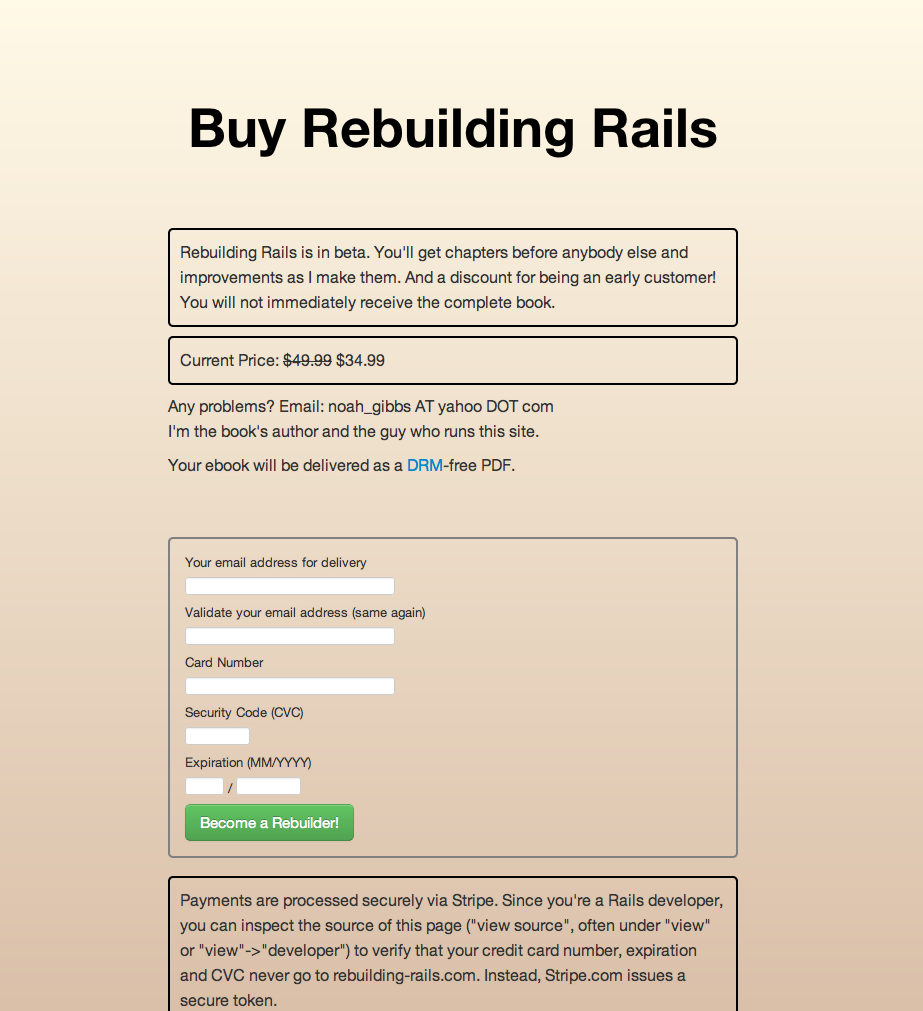 Buy Rebuilding Rails
Rebuilding Rails is in beta. You'll get chapters before anybody else and
improvements as I make them. And a discount for being an early customer!
You will not immediately receive the complete book.
Current Price: $49.99 $34.99
Any problems? Email: noah_gibbs AT yahoo DOT com
I'm the book's author and the guy who runs this site.
Your ebook will be delivered as a DRM-free PDF.
Your email address for delivery
Validate your email address (same again)
Card Number
Security Code (CVC)
Expiration (MM/YYYY)
/
Become a Rebuilder!
Payments are processed securely via Stripe. Since you're a Rails developer,
you can inspect the source of this page ("view source", often under "view"
or "view"->"developer") to verify that your credit card number, expiration
and CVC never go to rebuilding-rails.com. Instead, Stripe.com issues a
secure token.